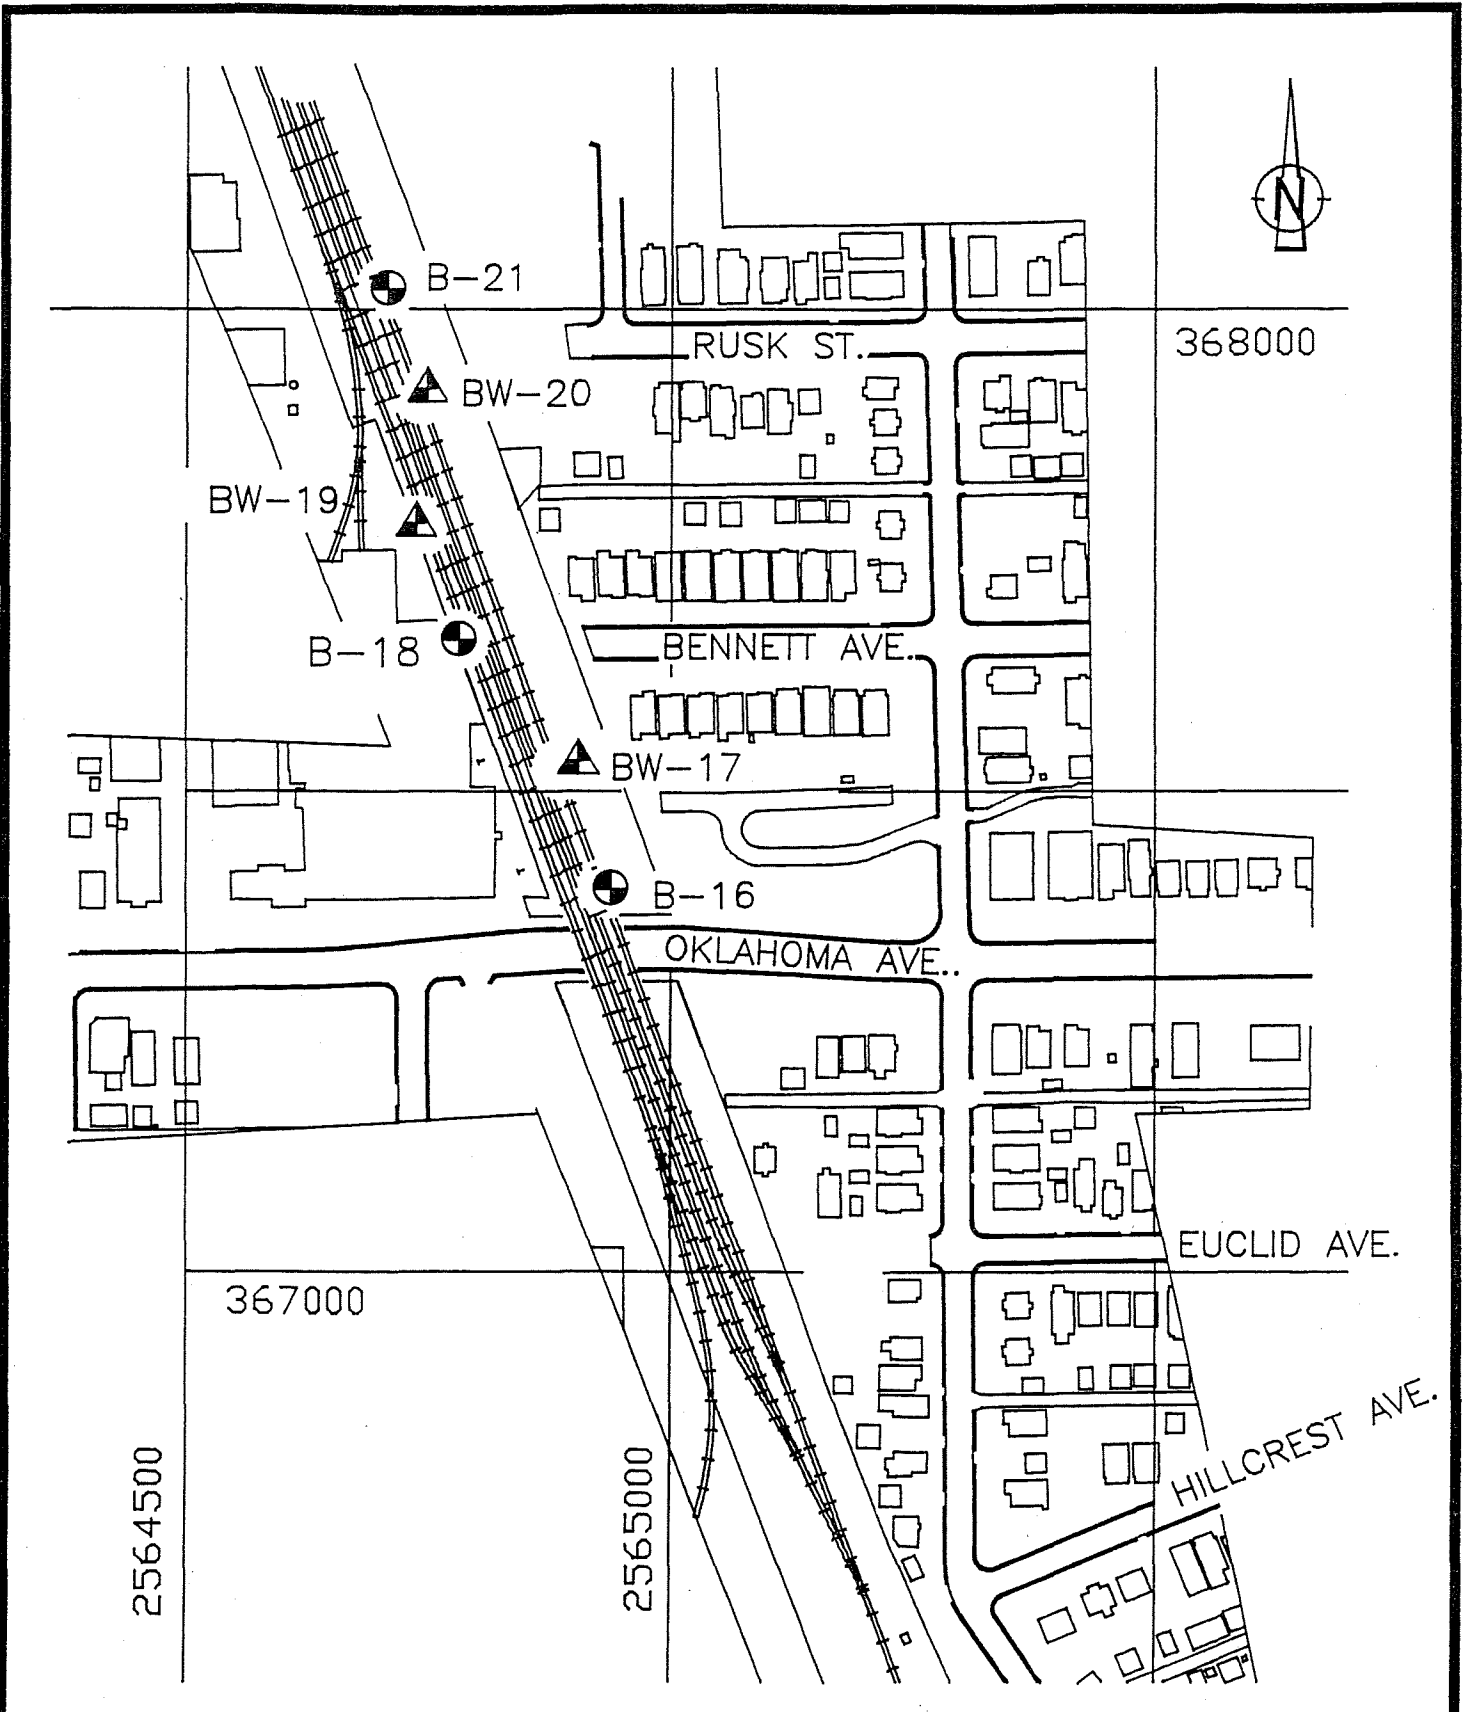 N
B-21
368000
RUSK ST.
BW-20
BW-19
BENNETT AVE.
B-18
BW-17
B-16
OKLAHOMA AVE..
EUCLID AVE.
367000
HILLCREST AVE.
2564500
2565000